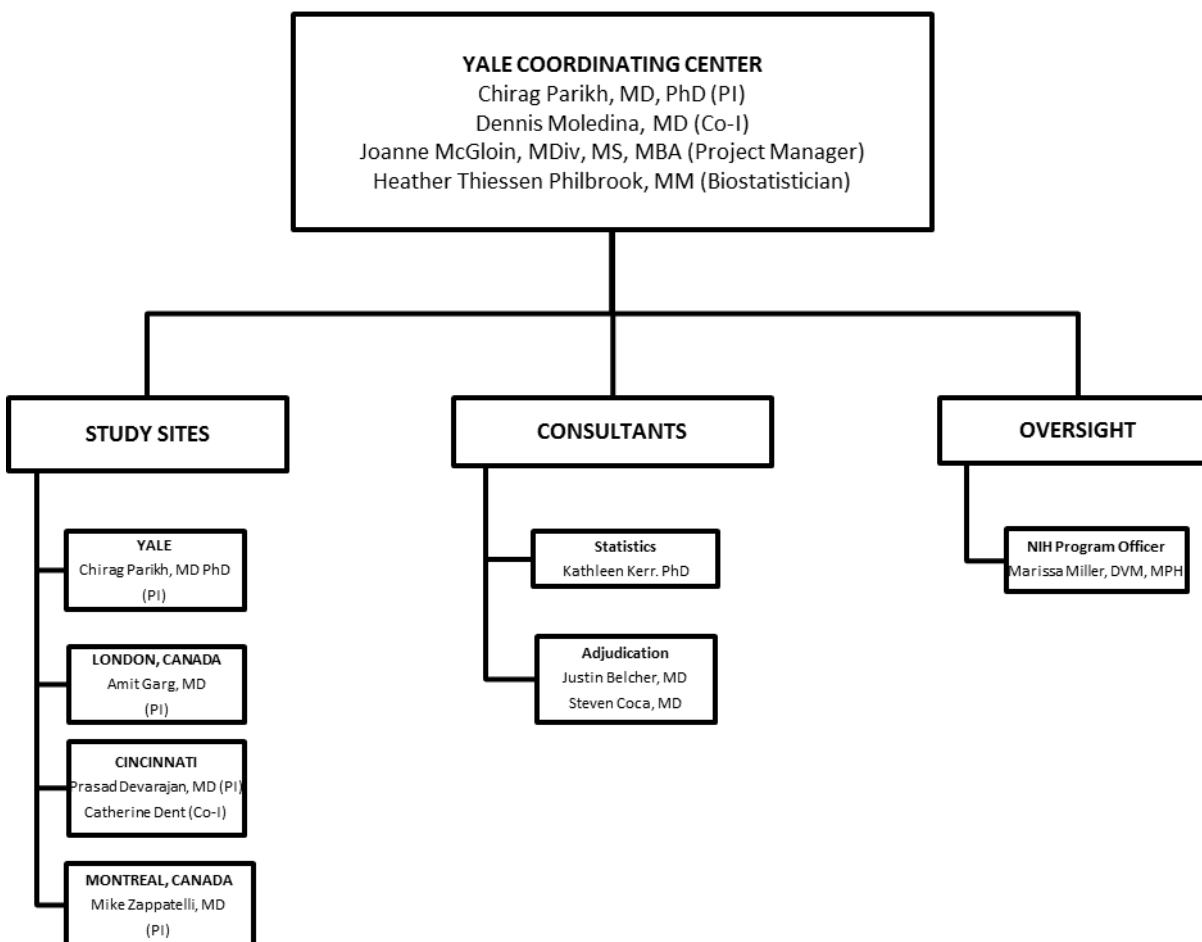 YALE COORDINATING CENTER
Chirag Parikh, MD, PhD (PI)
Dennis Moledina, MD (Co-I)
Joanne McGloin, MDiv, MS, MBA (Project Manager)
Heather Thiessen Philbrook, MM (Biostatistician)
STUDY SITES
YALE
Chirag Parikh, MD PhD
(PI)
LONDON, CANADA
Amit Garg, MD
(PI)
CINCINNATI
Prasad Devarajan, MD (PI)
Catherine Dent (Co-I)
MONTREAL, CANADA
Mike Zappatelli, MD
(PI)
CONSULTANTS
Statistics
Kathleen Kerr. PhD
Adjudication
Justin Belcher, MD
Steven Coca, MD
OVERSIGHT
NIH Program Officer
Marissa Miller, DVM, MPH